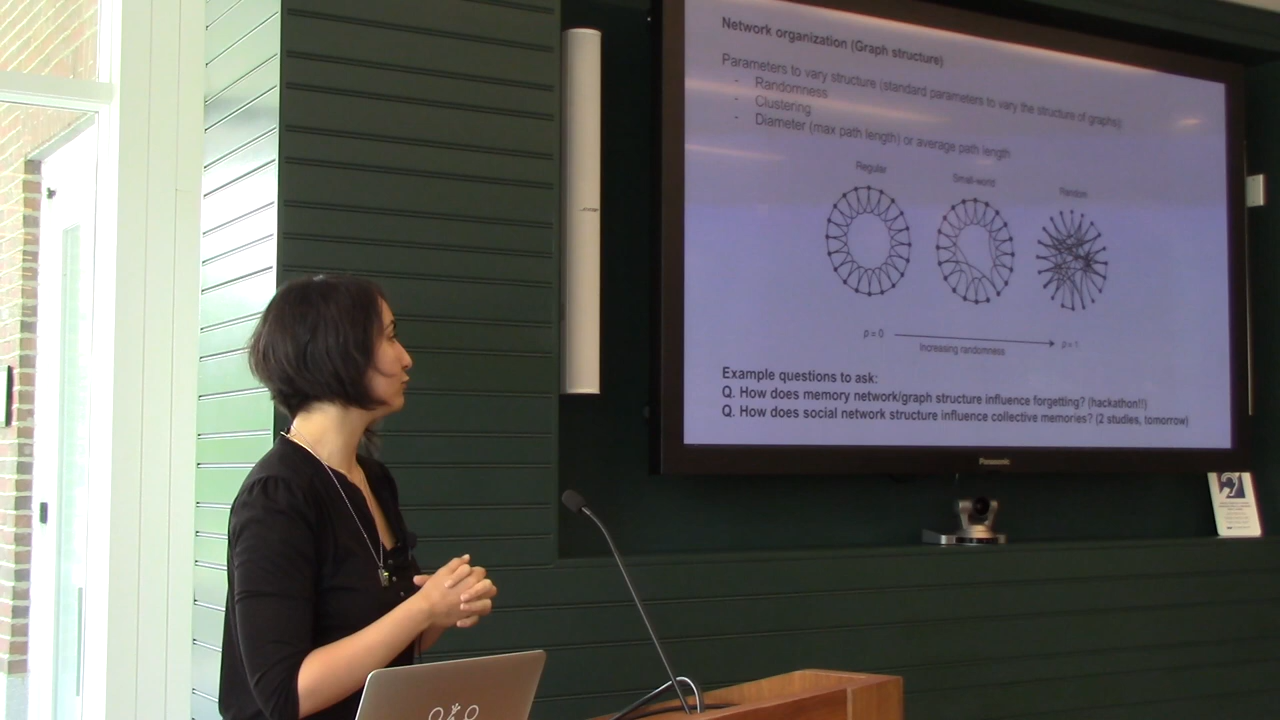 Network organization (Graph structure)
Parameters to vary structure (standard parameters to vary the structure of graphs)
- Randomness
- Clustering
- Diameter (max path length) or average path length
Regular
Small-world
Random
p = 0
p = 1
Increasing randomness
Example questions to ask:
Q. How does memory network/graph structure influence forgetting? (hackathon!!)
Q. How does social network structure influence collective memories? (2 studies, tomorrow)
Panasonic